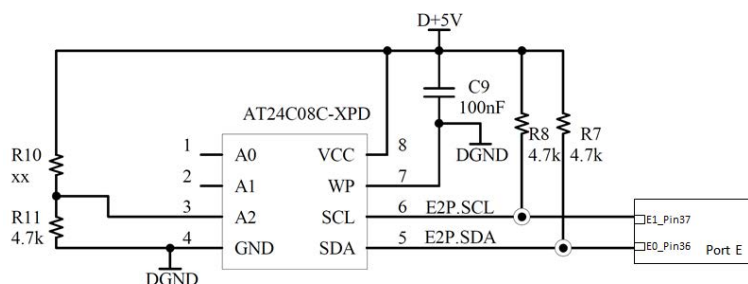 D+5V
C9
100nF
AT24C08C-XPD
R8
4.7k
R7
4.7k
DGND
R10
xx
R11
4.7k
1
A0
VCC
8
2
A1
WP
7
3
A2
SCL
6
E2P.SCL
4
GND
SDA
5
E2P.SDA
DGND
E1_Pin37
E0_Pin36
Port E